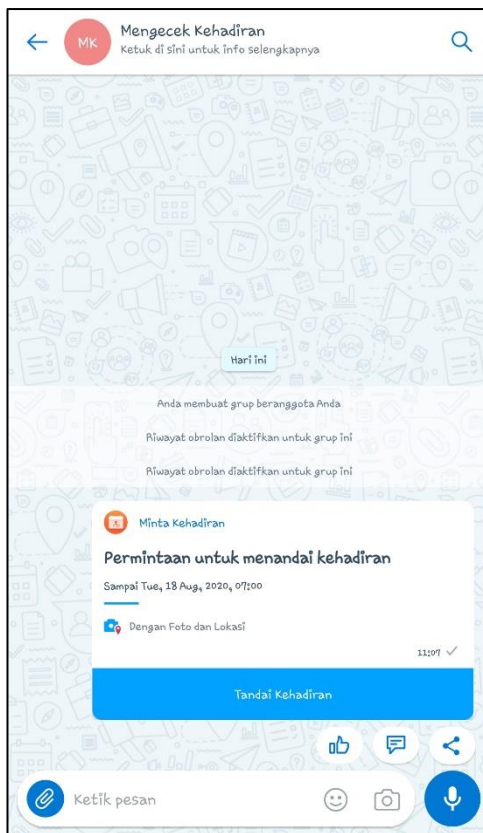 MK
Mengecek Kehadiran
Ketuk di sini untuk info selengkapnya
Hari ini
Anda membuat grup beranggota Anda
Riwayat obrolan diaktifkan untuk grup ini
Riwayat obrolan diaktifkan untuk grup ini
Minta Kehadiran
Permintaan untuk menandai kehadiran
Sampai Tue, 18 Aug, 2020, 07:00
Dengan Foto dan Lokasi
11:07
Tandai Kehadiran
Ketik pesan